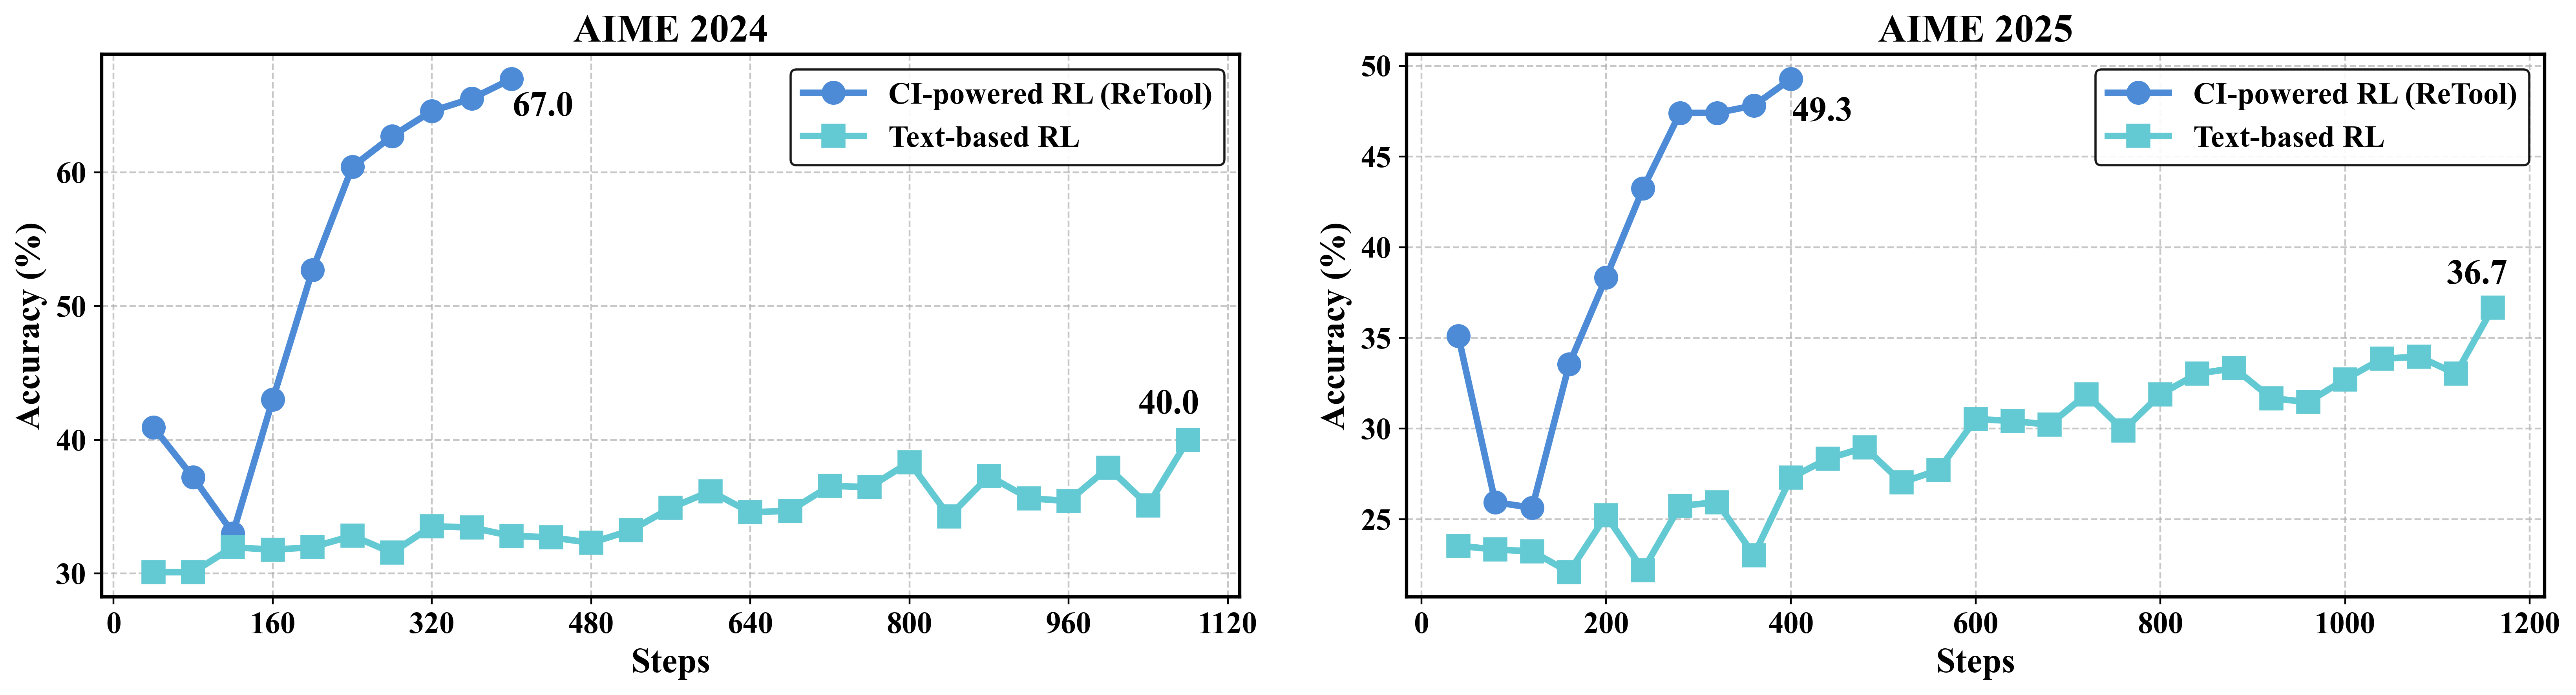 AIME 2024
CI-powered RL (ReTool)
Text-based RL
67.0
40.0
60
50
40
30
Accuracy (%)
0 160 320 480 640 800 960 1120
Steps
AIME 2025
CI-powered RL (ReTool)
Text-based RL
49.3
36.7
50
45
40
35
30
25
Accuracy (%)
0 200 400 600 800 1000 1200
Steps